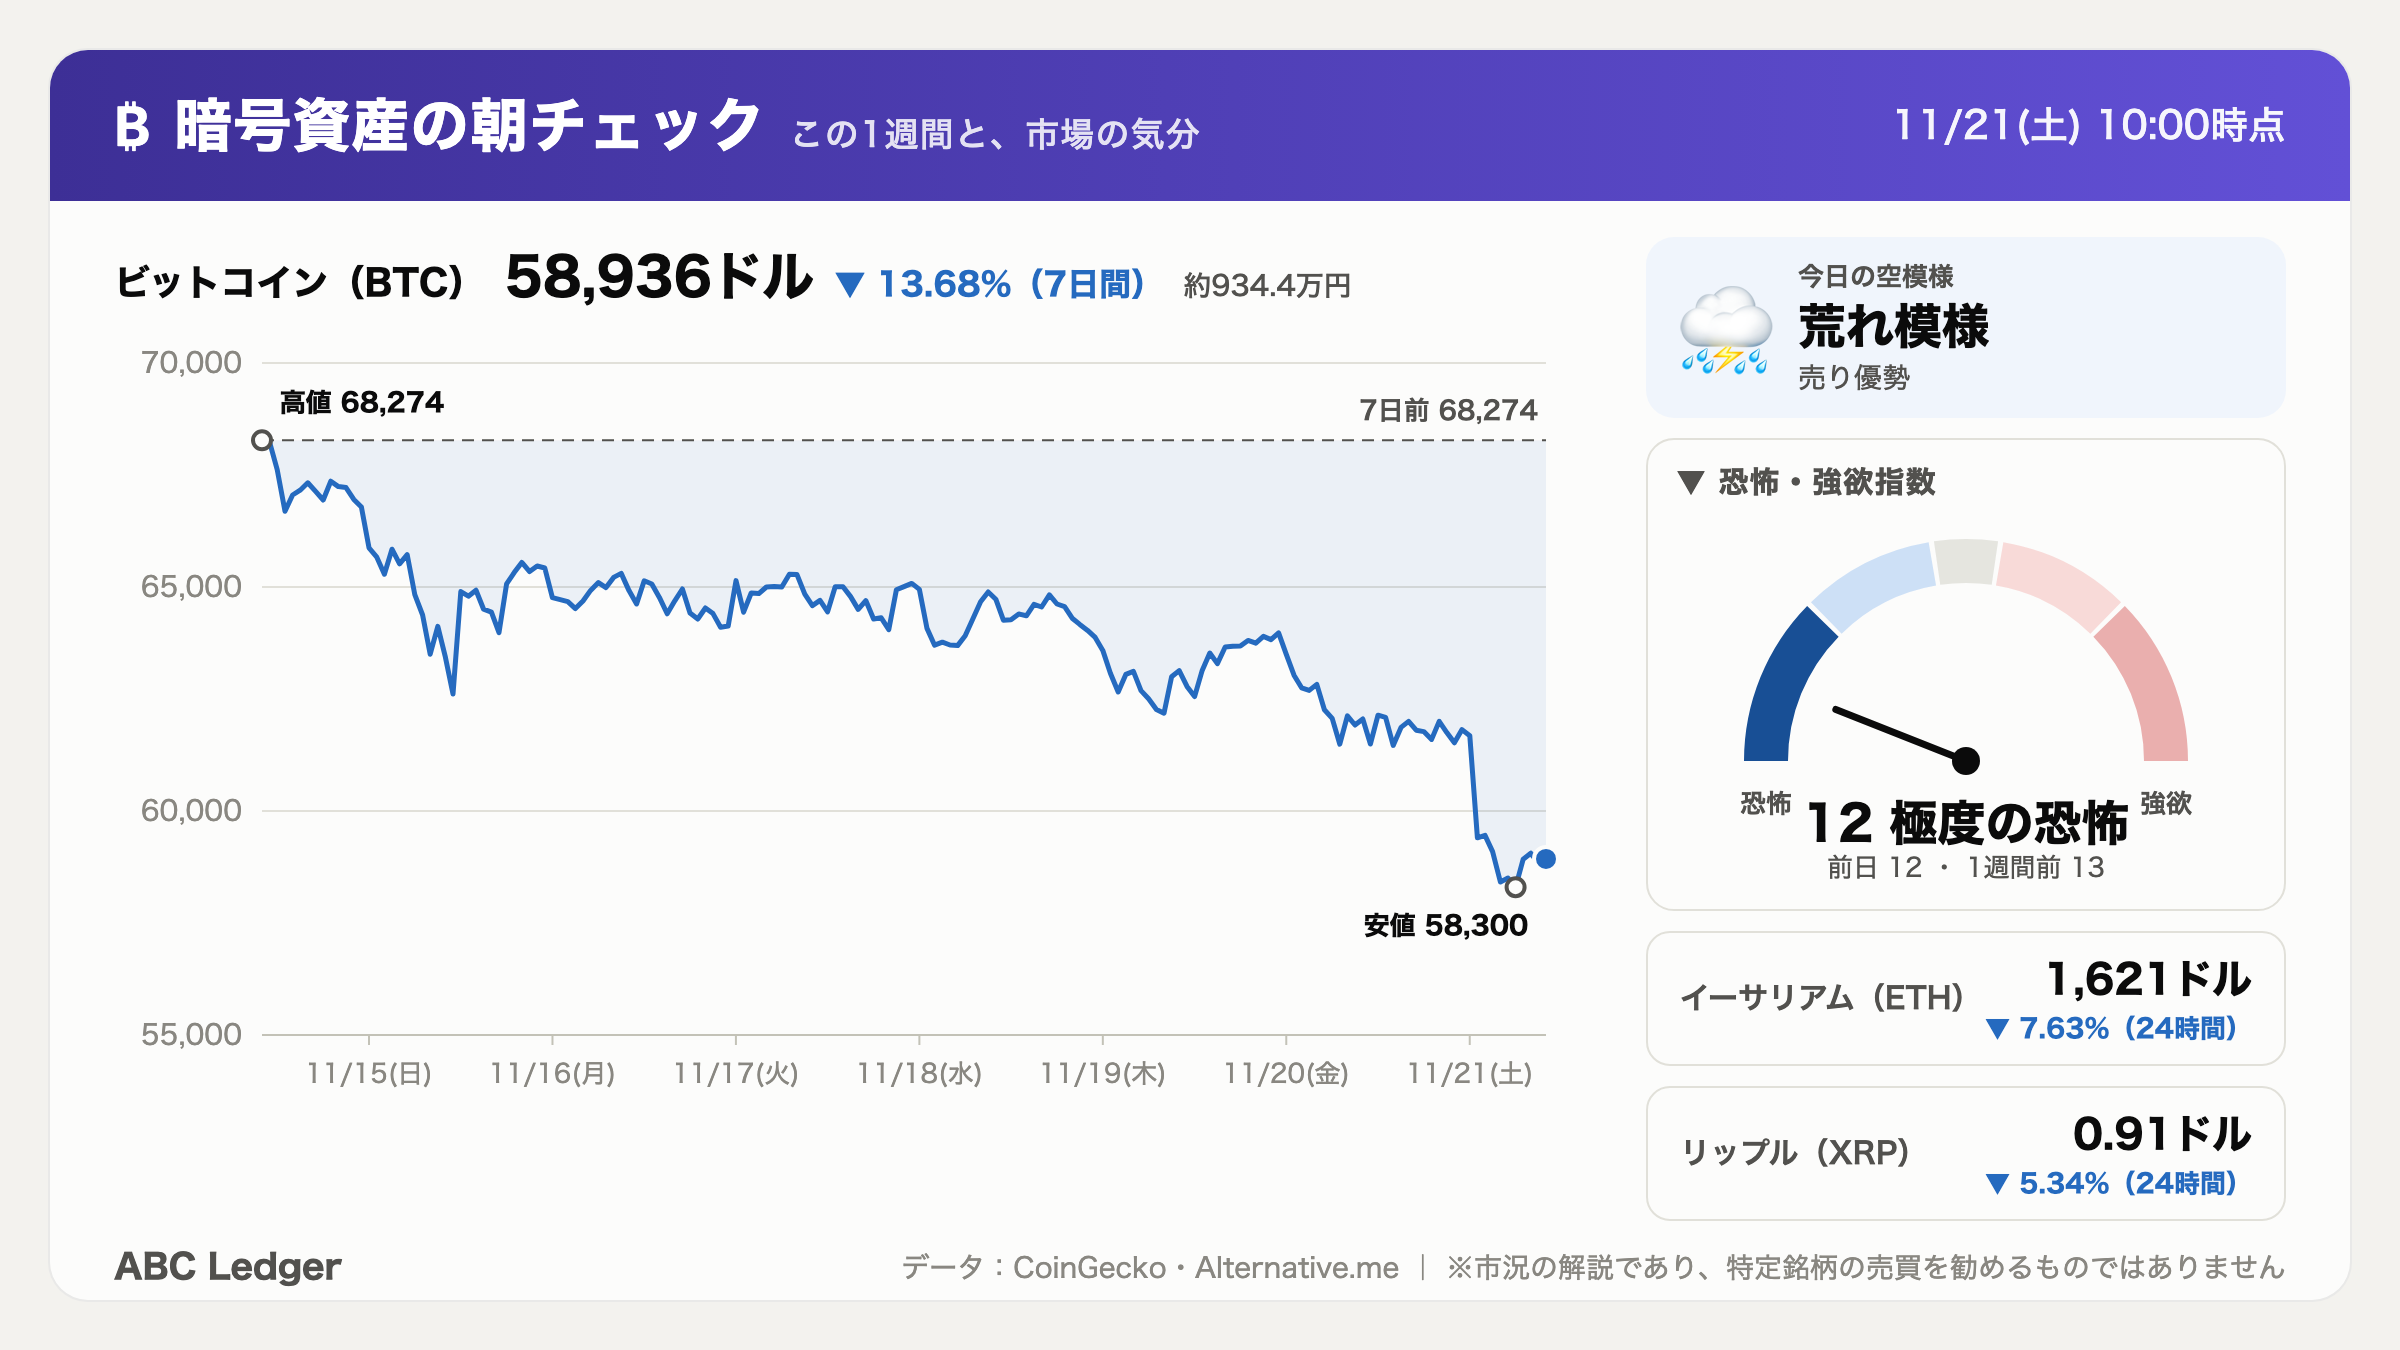 ₿ 暗号資産の朝チェック この1週間と、市場の気分
11/21(土) 10:00時点
ビットコイン（BTC） 58,936ドル ▼ 13.68%（7日間） 約934.4万円
70,000
65,000
60,000
55,000
高値 68,274
7日前 68,274
安値 58,300
11/15(日) 11/16(月) 11/17(火) 11/18(水) 11/19(木) 11/20(金) 11/21(土)
今日の空模様
荒れ模様
売り優勢
▼ 恐怖・強欲指数
恐怖
強欲
12 極度の恐怖
前日 12 ・ 1週間前 13
イーサリアム（ETH）
1,621ドル
▼ 7.63%（24時間）
リップル（XRP）
0.91ドル
▼ 5.34%（24時間）
ABC Ledger
データ：CoinGecko・Alternative.me ｜ ※市況の解説であり、特定銘柄の売買を勧めるものではありません